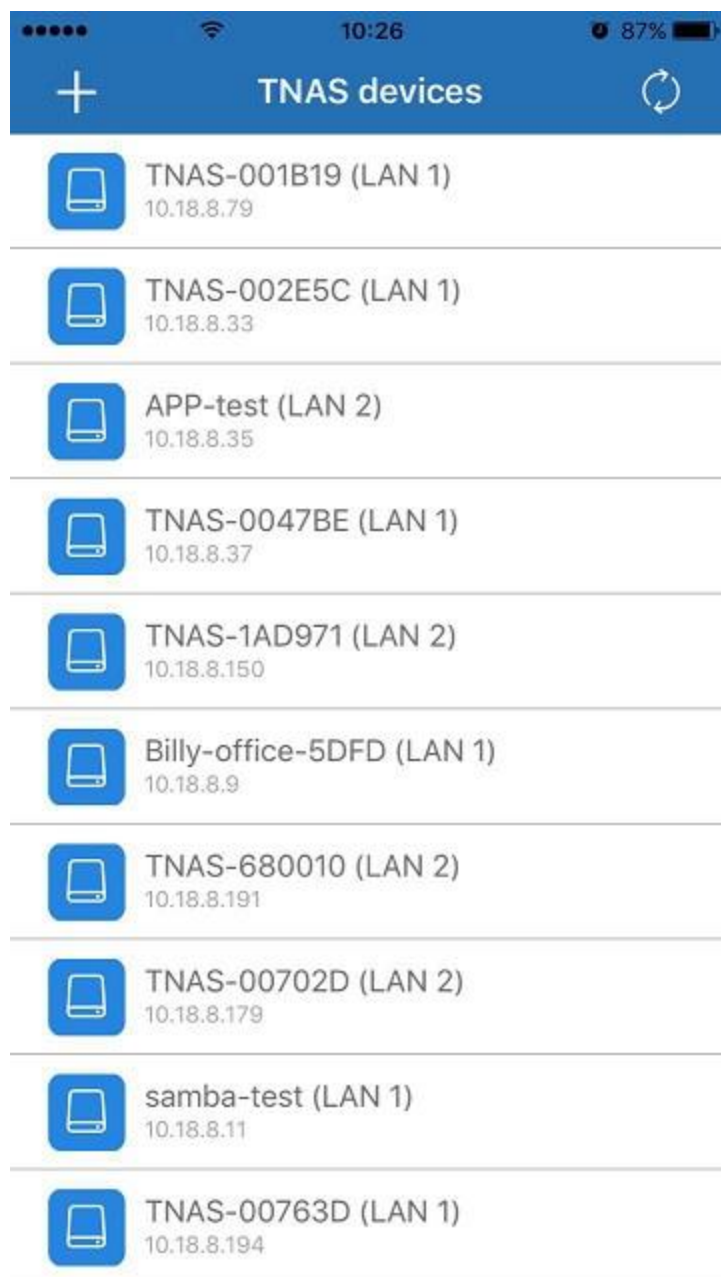 10:26 87%
TNAS devices
TNAS-001B19 (LAN 1)
10.18.8.79
TNAS-002E5C (LAN 1)
10.18.8.33
APP-test (LAN 2)
10.18.8.35
TNAS-0047BE (LAN 1)
10.18.8.37
TNAS-1AD971 (LAN 2)
10.18.8.150
Billy-office-5DFD (LAN 1)
10.18.8.9
TNAS-680010 (LAN 2)
10.18.8.191
TNAS-00702D (LAN 2)
10.18.8.179
samba-test (LAN 1)
10.18.8.11
TNAS-00763D (LAN 1)
10.18.8.194